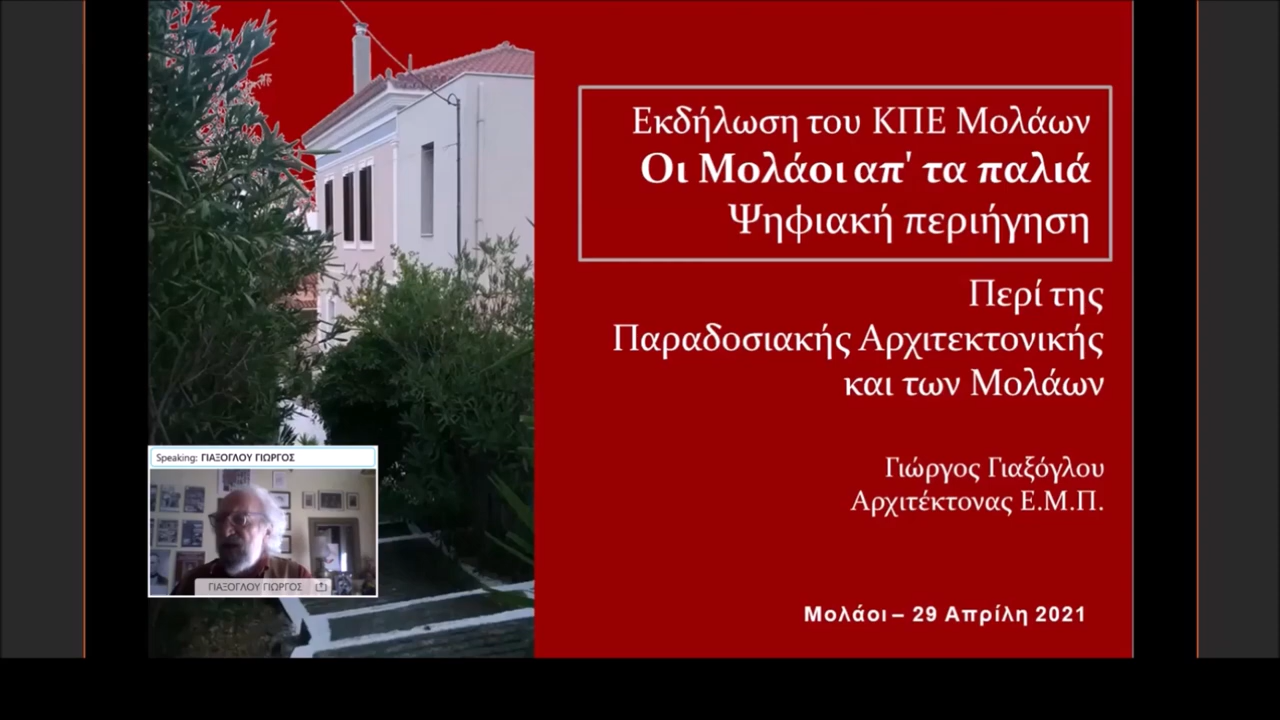 Εκδήλωση του ΚΠΕ Μολάων
Οι Μολάοι απ' τα παλιά
Ψηφιακή περιήγηση
Περί της
Παραδοσιακής Αρχιτεκτονικής
και των Μολάων
Γιώργος Γιαξόγλου
Αρχιτέκτονας Ε.Μ.Π.
Μολάοι – 29 Απρίλη 2021
Speaking: ΓΙΑΞΟΓΛΟΥ ΓΙΩΡΓΟΣ
ΓΙΑΞΟΓΛΟΥ ΓΙΩΡΓΟΣ